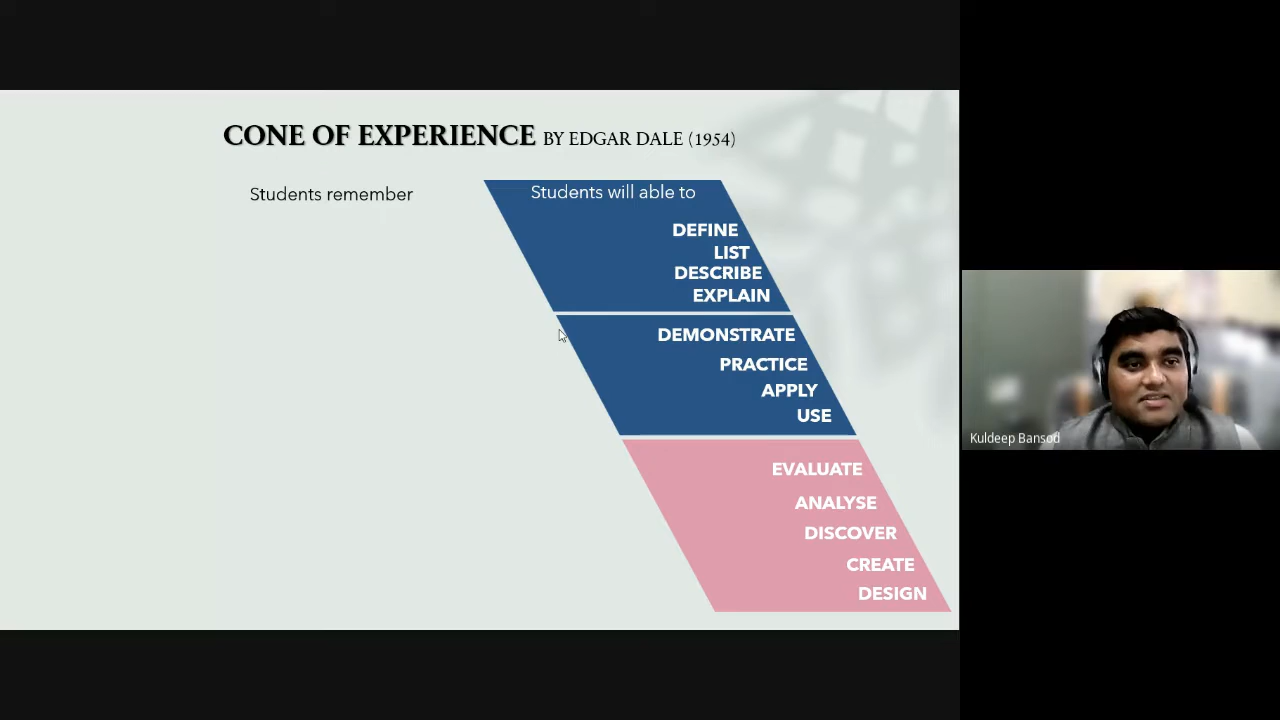 CONE OF EXPERIENCE BY EDGAR DALE (1954)
Students remember
Students will able to
DEFINE
LIST
DESCRIBE
EXPLAIN
DEMONSTRATE
PRACTICE
APPLY
USE
EVALUATE
ANALYSE
DISCOVER
CREATE
DESIGN
Kuldeep Bansod